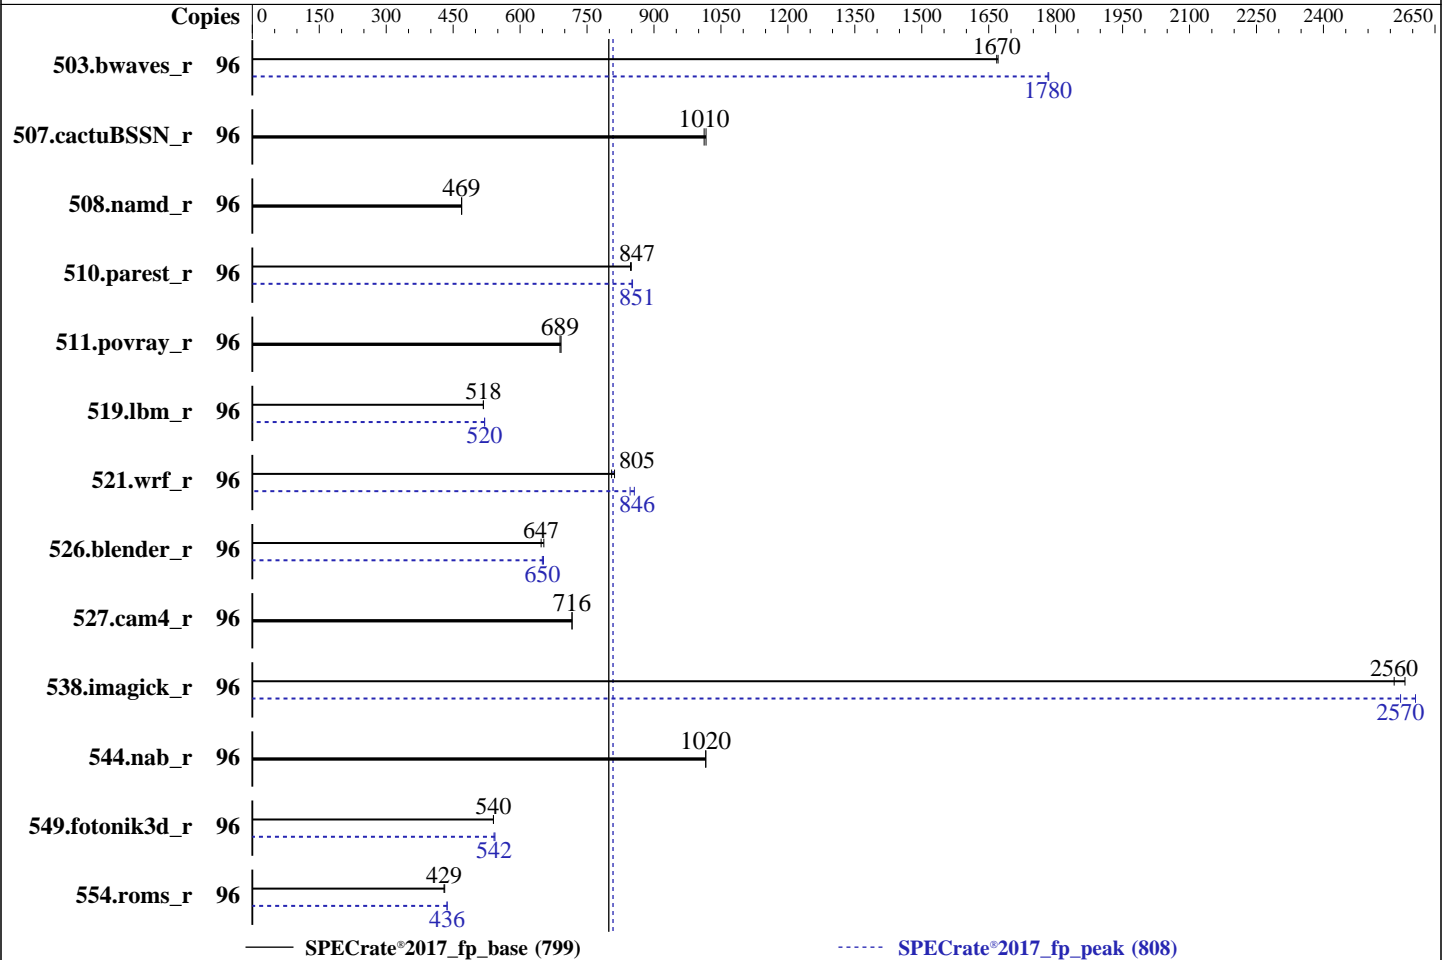 Copies 0 150 300 450 600 750 900 1050 1200 1350 1500 1650 1800 1950 2100 2250 2400 2650
503.bwaves_r 96 1670
1780
507.cactuBSSN_r 96 1010
508.namd_r 96 469
510.parest_r 96 847
851
511.povray_r 96 689
519.lbm_r 96 518
520
521.wrf_r 96 805
846
526.blender_r 96 647
650
527.cam4_r 96 716
538.imagick_r 96 2560
2570
544.nab_r 96 1020
549.fotonik3d_r 96 540
542
554.roms_r 96 429
436
SPECrate®2017_fp_base (799) SPECrate®2017_fp_peak (808)